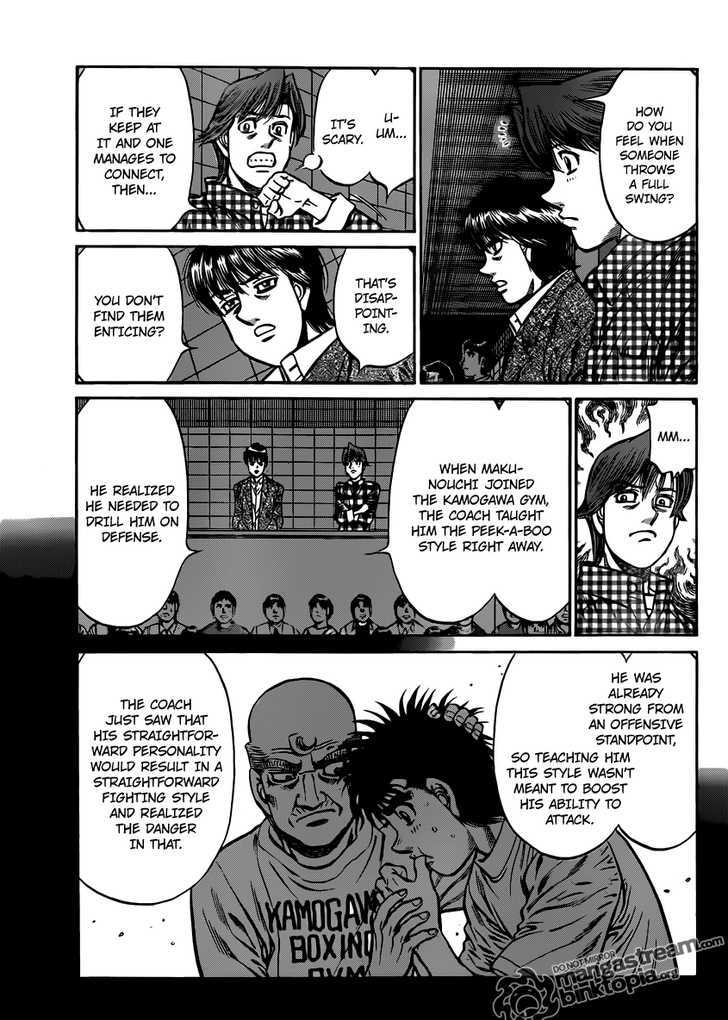 HOW
DO YOU
FEEL WHEN
SOMEONE
THROWS
A FULL
SWING?
U-
UM...
IT'S
SCARY.
IF THEY
KEEP AT
IT AND ONE
MANAGES TO
CONNECT,
THEN...
THAT'S
DISAP-
POINT-
ING.
YOU DON'T
FIND THEM
ENTICING?
MM...
WHEN MAKU-
NOUCHI JOINED
THE KAMOGAWA GYM,
THE COACH TAUGHT
HIM THE PEEK-A-BOO
STYLE RIGHT AWAY.
HE REALIZED
HE NEEDED TO
DRILL HIM ON
DEFENSE.
HE WAS
ALREADY
STRONG FROM
AN OFFENSIVE
STANDPOINT,
SO TEACHING HIM
THIS STYLE WASN'T
MEANT TO BOOST
HIS ABILITY TO
ATTACK.
THE COACH
JUST SAW THAT
HIS STRAIGHTFOR-
WARD PERSONALITY
WOULD RESULT IN A
STRAIGHTFORWARD
FIGHTING STYLE
AND REALIZED
THE DANGER
IN THAT.
KAMOGAW
BOXING
GYM
DO NOT MIRROR
mangastream.com
binktopia.org